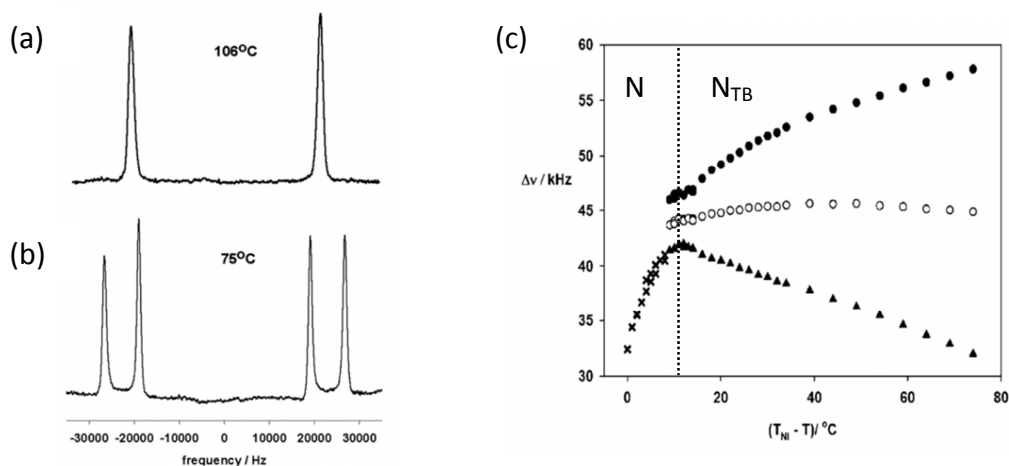 (a)
106°C
(b)
75°C
-30000 -20000 -10000 0 10000 20000 30000
frequency / Hz
(c)
60
55
50
Δν / kHz
45
40
35
30
N
N_TB
0 20 40 60 80
(T_NI - T)/ °C